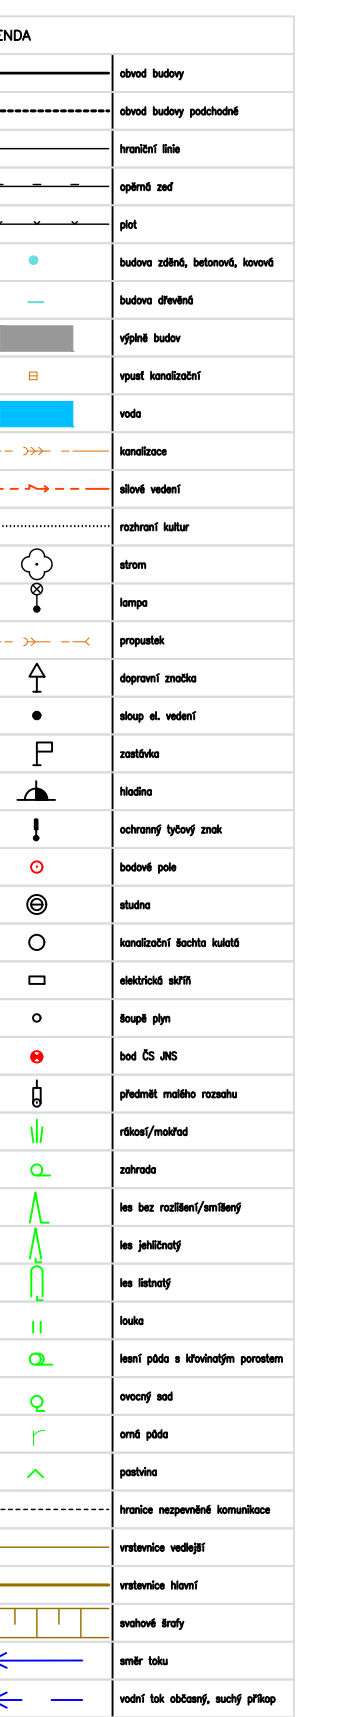 ENDA
obvod budovy
obvod budovy podchodné
hraniční linie
opěrná zeď
plot
budova zděná, betonová, kovová
budova dřevěná
výplně budov
vpusť kanalizační
voda
kanalizace
silové vedení
rozhraní kultur
strom
lampa
propustek
dopravní značka
sloup el. vedení
zastávka
hladina
ochranný tyčový znak
bodové pole
studna
kanalizační šachta kulatá
elektrická skříň
šoupě plyn
bod ČS JNS
předmět malého rozsahu
rákosí/mokřad
zahrada
les bez rozlišení/smíšený
les jehličnatý
les listnatý
louka
lesní půda s křovinatým porostem
ovocný sad
orná půda
pastvina
hranice nezpevněné komunikace
vrstevnice vedlejší
vrstevnice hlavní
svahové šrafy
směr toku
vodní tok občasný, suchý příkop